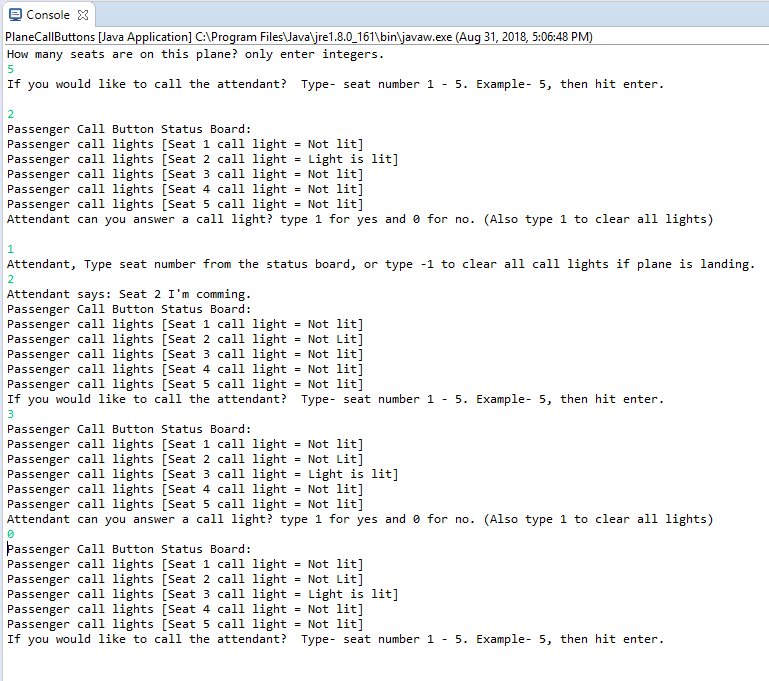 Console
PlaneCallButtons [Java Application] C:\Program Files\Java\jre1.8.0_161\bin\javaw.exe (Aug 31, 2018, 5:06:48 PM)
How many seats are on this plane? only enter integers.
5
If you would like to call the attendant?  Type- seat number 1 - 5. Example- 5, then hit enter.
2
Passenger Call Button Status Board:
Passenger call lights [Seat 1 call light = Not lit]
Passenger call lights [Seat 2 call light = Light is lit]
Passenger call lights [Seat 3 call light = Not lit]
Passenger call lights [Seat 4 call light = Not lit]
Passenger call lights [Seat 5 call light = Not lit]
Attendant can you answer a call light? type 1 for yes and 0 for no. (Also type 1 to clear all lights)
1
Attendant, Type seat number from the status board, or type -1 to clear all call lights if plane is landing.
2
Attendant says: Seat 2 I'm comming.
Passenger Call Button Status Board:
Passenger call lights [Seat 1 call light = Not lit]
Passenger call lights [Seat 2 call light = Not Lit]
Passenger call lights [Seat 3 call light = Not lit]
Passenger call lights [Seat 4 call light = Not lit]
Passenger call lights [Seat 5 call light = Not lit]
If you would like to call the attendant?  Type- seat number 1 - 5. Example- 5, then hit enter.
3
Passenger Call Button Status Board:
Passenger call lights [Seat 1 call light = Not lit]
Passenger call lights [Seat 2 call light = Not Lit]
Passenger call lights [Seat 3 call light = Light is lit]
Passenger call lights [Seat 4 call light = Not lit]
Passenger call lights [Seat 5 call light = Not lit]
Attendant can you answer a call light? type 1 for yes and 0 for no. (Also type 1 to clear all lights)
0
Passenger Call Button Status Board:
Passenger call lights [Seat 1 call light = Not lit]
Passenger call lights [Seat 2 call light = Not Lit]
Passenger call lights [Seat 3 call light = Light is lit]
Passenger call lights [Seat 4 call light = Not lit]
Passenger call lights [Seat 5 call light = Not lit]
If you would like to call the attendant?  Type- seat number 1 - 5. Example- 5, then hit enter.